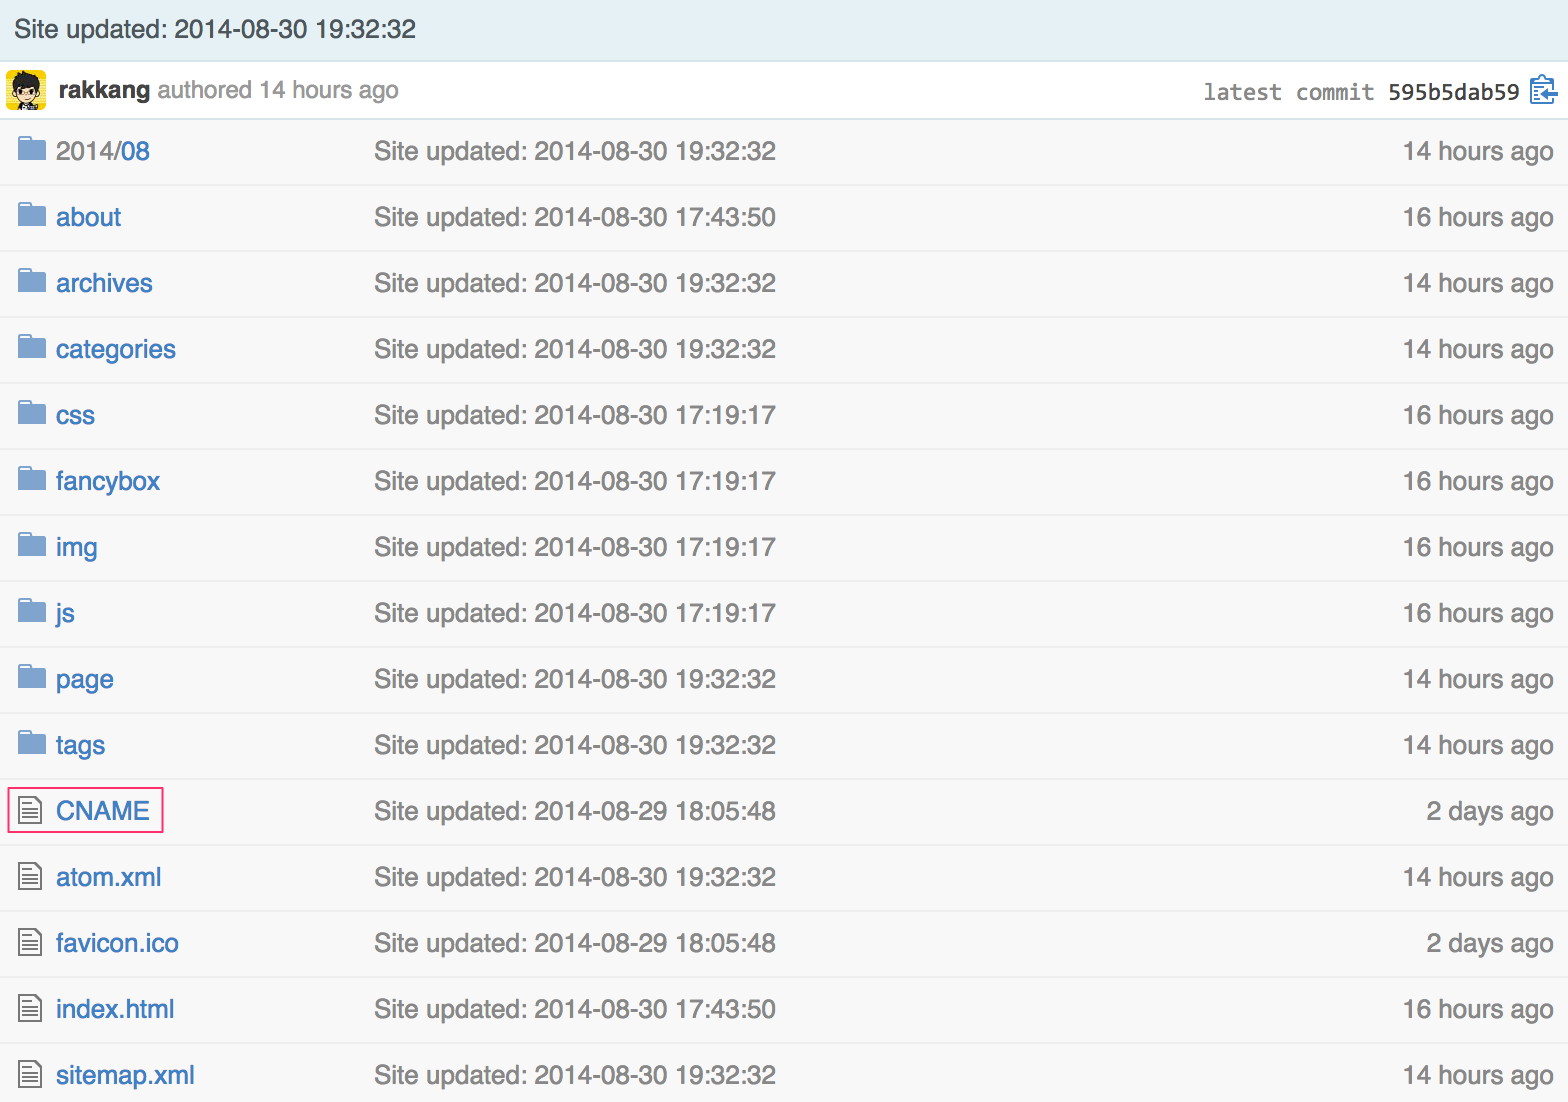 Site updated: 2014-08-30 19:32:32
rakkang authored 14 hours ago latest commit 595b5dab59
2014/08 Site updated: 2014-08-30 19:32:32 14 hours ago
about Site updated: 2014-08-30 17:43:50 16 hours ago
archives Site updated: 2014-08-30 19:32:32 14 hours ago
categories Site updated: 2014-08-30 19:32:32 14 hours ago
css Site updated: 2014-08-30 17:19:17 16 hours ago
fancybox Site updated: 2014-08-30 17:19:17 16 hours ago
img Site updated: 2014-08-30 17:19:17 16 hours ago
js Site updated: 2014-08-30 17:19:17 16 hours ago
page Site updated: 2014-08-30 19:32:32 14 hours ago
tags Site updated: 2014-08-30 19:32:32 14 hours ago
CNAME Site updated: 2014-08-29 18:05:48 2 days ago
atom.xml Site updated: 2014-08-30 19:32:32 14 hours ago
favicon.ico Site updated: 2014-08-29 18:05:48 2 days ago
index.html Site updated: 2014-08-30 17:43:50 16 hours ago
sitemap.xml Site updated: 2014-08-30 19:32:32 14 hours ago